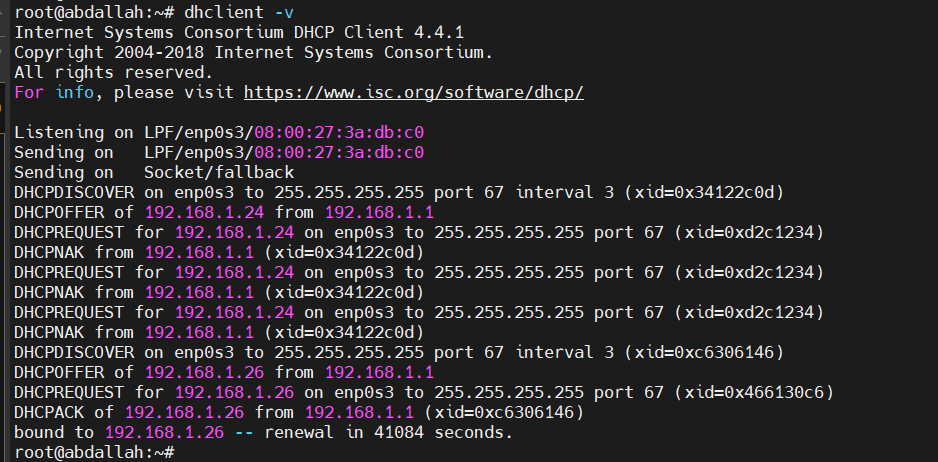 root@abdallah:~# dhclient -v
Internet Systems Consortium DHCP Client 4.4.1
Copyright 2004-2018 Internet Systems Consortium.
All rights reserved.
For info, please visit https://www.isc.org/software/dhcp/
Listening on LPF/enp0s3/08:00:27:3a:db:c0
Sending on   LPF/enp0s3/08:00:27:3a:db:c0
Sending on   Socket/fallback
DHCPDISCOVER on enp0s3 to 255.255.255.255 port 67 interval 3 (xid=0x34122c0d)
DHCPOFFER of 192.168.1.24 from 192.168.1.1
DHCPREQUEST for 192.168.1.24 on enp0s3 to 255.255.255.255 port 67 (xid=0xd2c1234)
DHCPNAK from 192.168.1.1 (xid=0x34122c0d)
DHCPREQUEST for 192.168.1.24 on enp0s3 to 255.255.255.255 port 67 (xid=0xd2c1234)
DHCPNAK from 192.168.1.1 (xid=0x34122c0d)
DHCPREQUEST for 192.168.1.24 on enp0s3 to 255.255.255.255 port 67 (xid=0xd2c1234)
DHCPNAK from 192.168.1.1 (xid=0x34122c0d)
DHCPDISCOVER on enp0s3 to 255.255.255.255 port 67 interval 3 (xid=0xc6306146)
DHCPOFFER of 192.168.1.26 from 192.168.1.1
DHCPREQUEST for 192.168.1.26 on enp0s3 to 255.255.255.255 port 67 (xid=0x466130c6)
DHCPACK of 192.168.1.26 from 192.168.1.1 (xid=0xc6306146)
bound to 192.168.1.26 -- renewal in 41084 seconds.
root@abdallah:~#